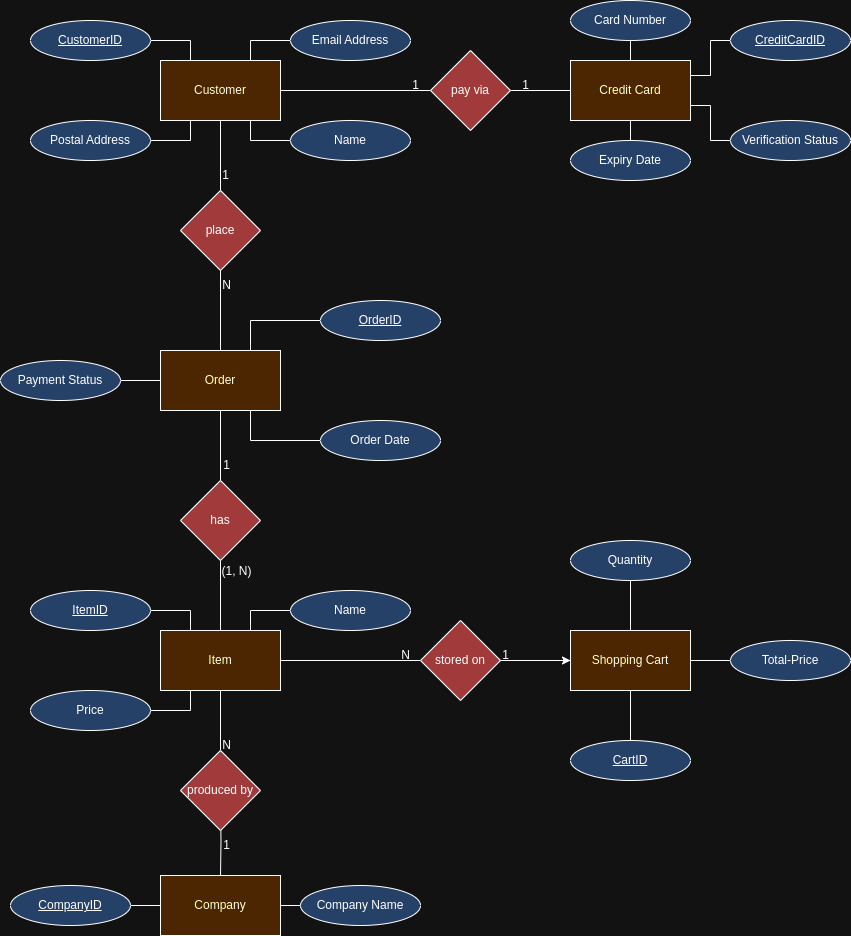 Card Number
CustomerID
Email Address
CreditCardID
Customer
1
pay via
1
Credit Card
Postal Address
Name
Verification Status
Expiry Date
1
place
N
OrderID
Payment Status
Order
Order Date
1
has
(1, N)
Quantity
ItemID
Name
Item
N
stored on
1
Shopping Cart
Total-Price
Price
N
CartID
produced by
1
CompanyID
Company
Company Name